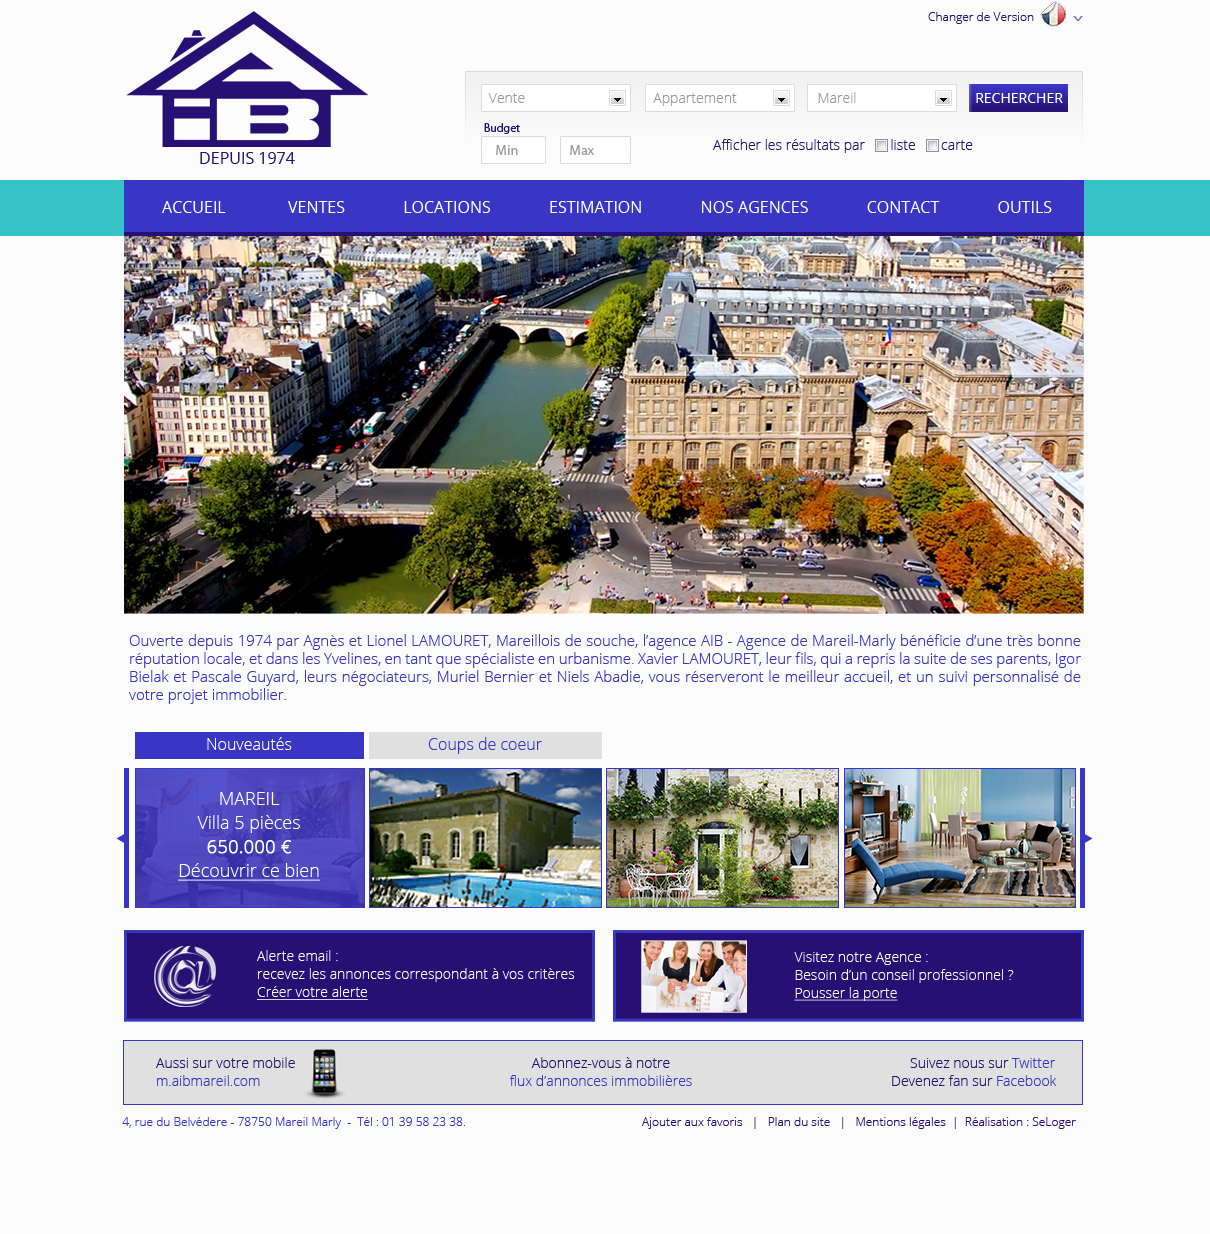 Changer de Version
AIB
DEPUIS 1974
Vente
Appartement
Mareil
RECHERCHER
Budget
Min
Max
Afficher les résultats par
liste
carte
ACCUEIL
VENTES
LOCATIONS
ESTIMATION
NOS AGENCES
CONTACT
OUTILS
Ouverte depuis 1974 par Agnès et Lionel LAMOURET, Mareillois de souche, l’agence AIB - Agence de Mareil-Marly bénéficie d’une très bonne
réputation locale, et dans les Yvelines, en tant que spécialiste en urbanisme. Xavier LAMOURET, leur fils, qui a repris la suite de ses parents, Igor
Bielak et Pascale Guyard, leurs négociateurs, Muriel Bernier et Niels Abadie, vous réserveront le meilleur accueil, et un suivi personnalisé de
votre projet immobilier.
Nouveautés
Coups de coeur
MAREIL
Villa 5 pièces
650.000 €
Découvrir ce bien
@
Alerte email :
recevez les annonces correspondant à vos critères
Créer votre alerte
Visitez notre Agence :
Besoin d’un conseil professionnel ?
Pousser la porte
Aussi sur votre mobile
m.aibmareil.com
Abonnez-vous à notre
flux d’annonces immobilières
Suivez nous sur Twitter
Devenez fan sur Facebook
4, rue du Belvédere - 78750 Mareil Marly - Tél : 01 39 58 23 38.
Ajouter aux favoris | Plan du site | Mentions légales | Réalisation : SeLoger